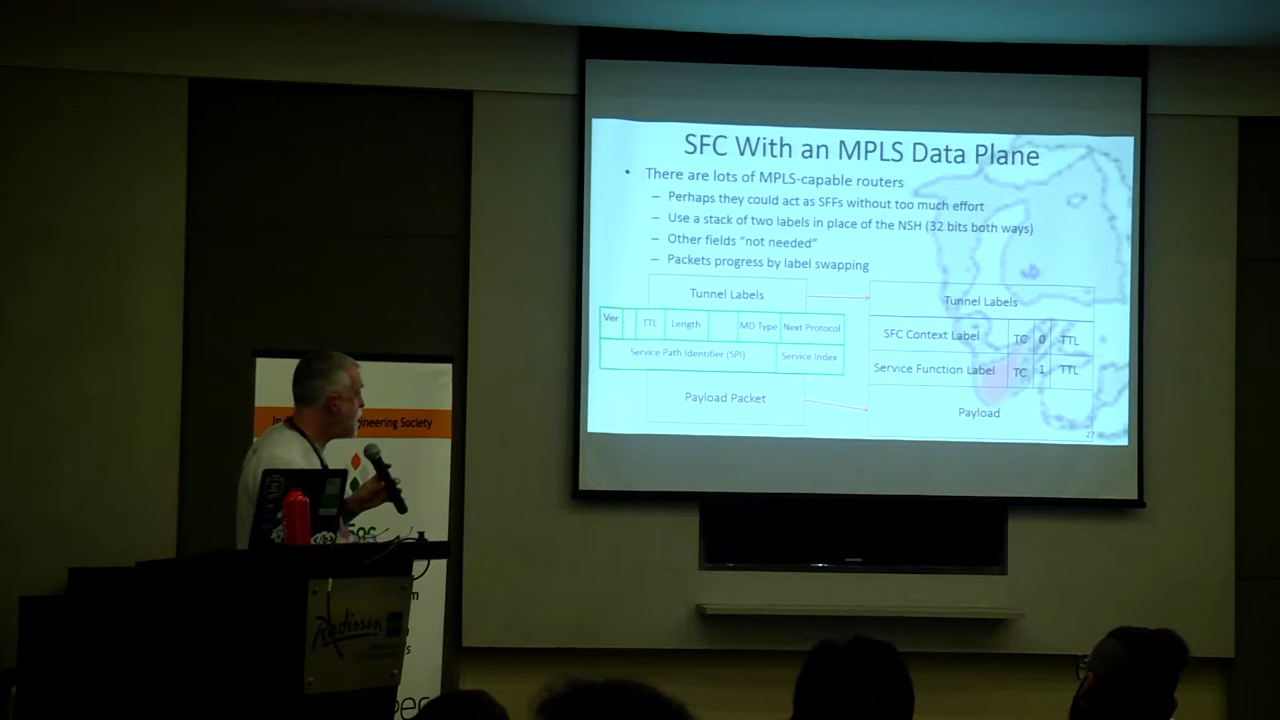 SFC With an MPLS Data Plane
• There are lots of MPLS-capable routers
– Perhaps they could act as SFFs without too much effort
– Use a stack of two labels in place of the NSH (32 bits both ways)
– Other fields “not needed”
– Packets progress by label swapping
Tunnel Labels
Ver TTL Length MD Type Next Protocol
Service Path Identifier (SPI) Service Index
Payload Packet
Tunnel Labels
SFC Context Label TC 0 TTL
Service Function Label TC 1 TTL
Payload
27
Engineering Society
Radisson